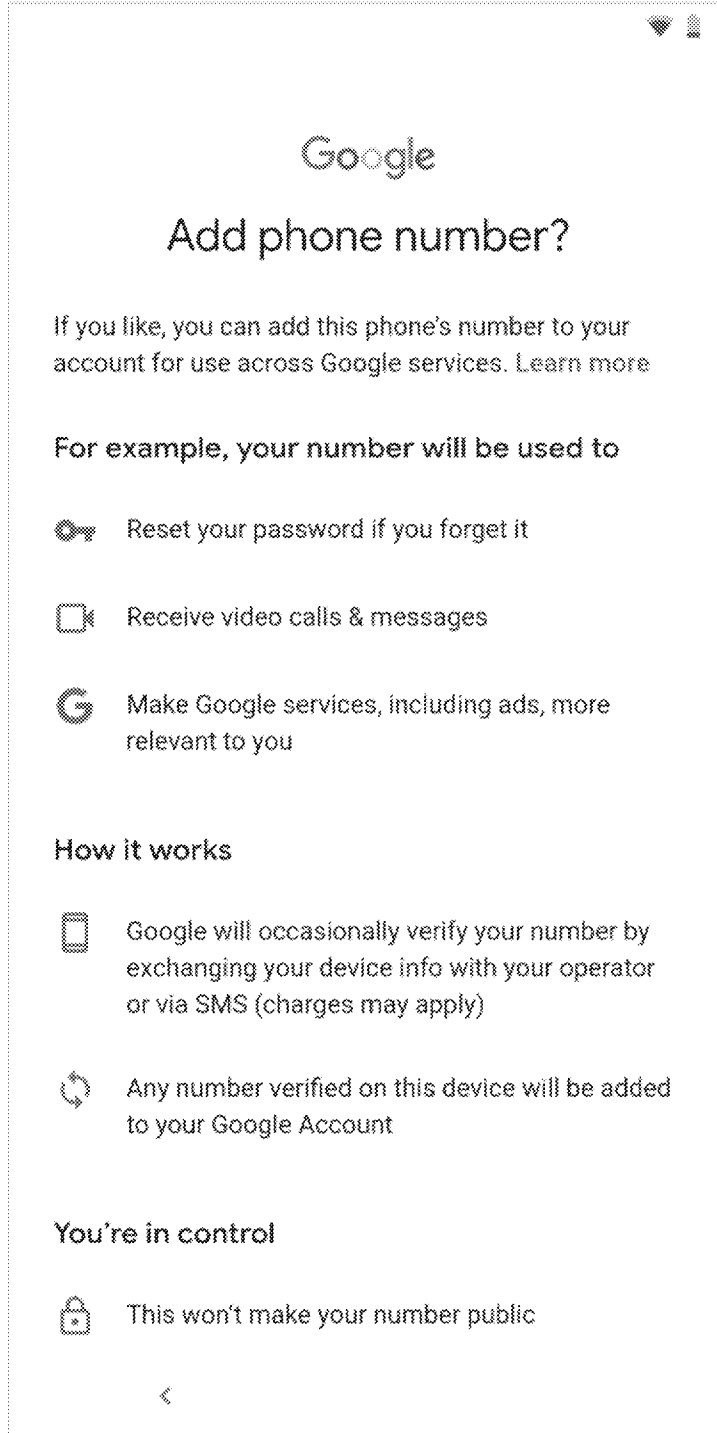 Google
Add phone number?
If you like, you can add this phone's number to your
account for use across Google services. Learn more
For example, your number will be used to
Reset your password if you forget it
Receive video calls & messages
Make Google services, including ads, more
relevant to you
How it works
Google will occasionally verify your number by
exchanging your device info with your operator
or via SMS (charges may apply)
Any number verified on this device will be added
to your Google Account
You're in control
This won't make your number public